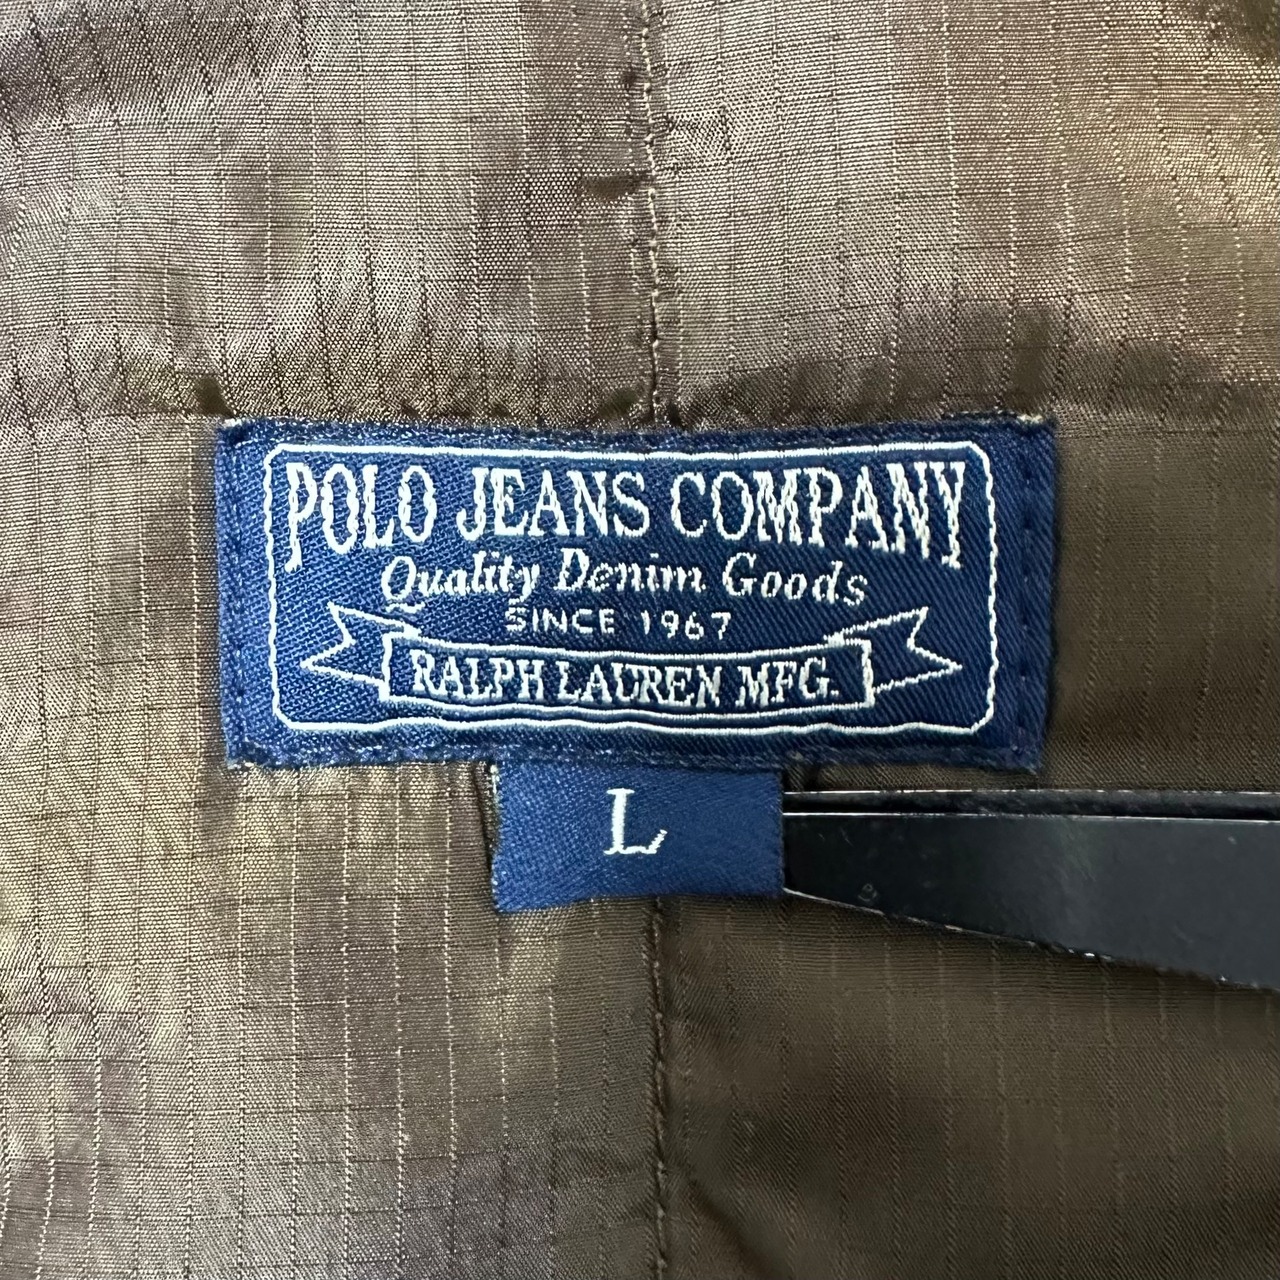 POLO JEANS COMPANY
Quality Denim Goods
SINCE 1967
RALPH LAUREN MFG.
L